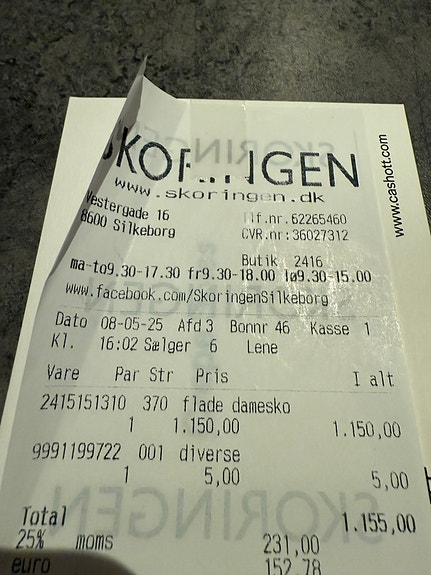 SKORINGEN
www.skoringen.dk
Vestergade 16 Tlf.nr.62265460
8600 Silkeborg CVR.nr:36027312
Butik 2416
ma-to9.30-17.30 fr9.30-18.00 lø9.30-15.00
www.facebook.com/SkoringenSilkeborg
Dato 08-05-25 Afd 3 Bonnr 46 Kasse 1
Kl. 16:02 Sælger 6 Lene
Vare Par Str Pris I alt
2415151310 370 flade damesko
1 1.150,00 1.150,00
9991199722 001 diverse
1 5,00 5,00
Total 1.155,00
25% moms 231,00
euro 152,78
www.cashott.com
SKORINGEN